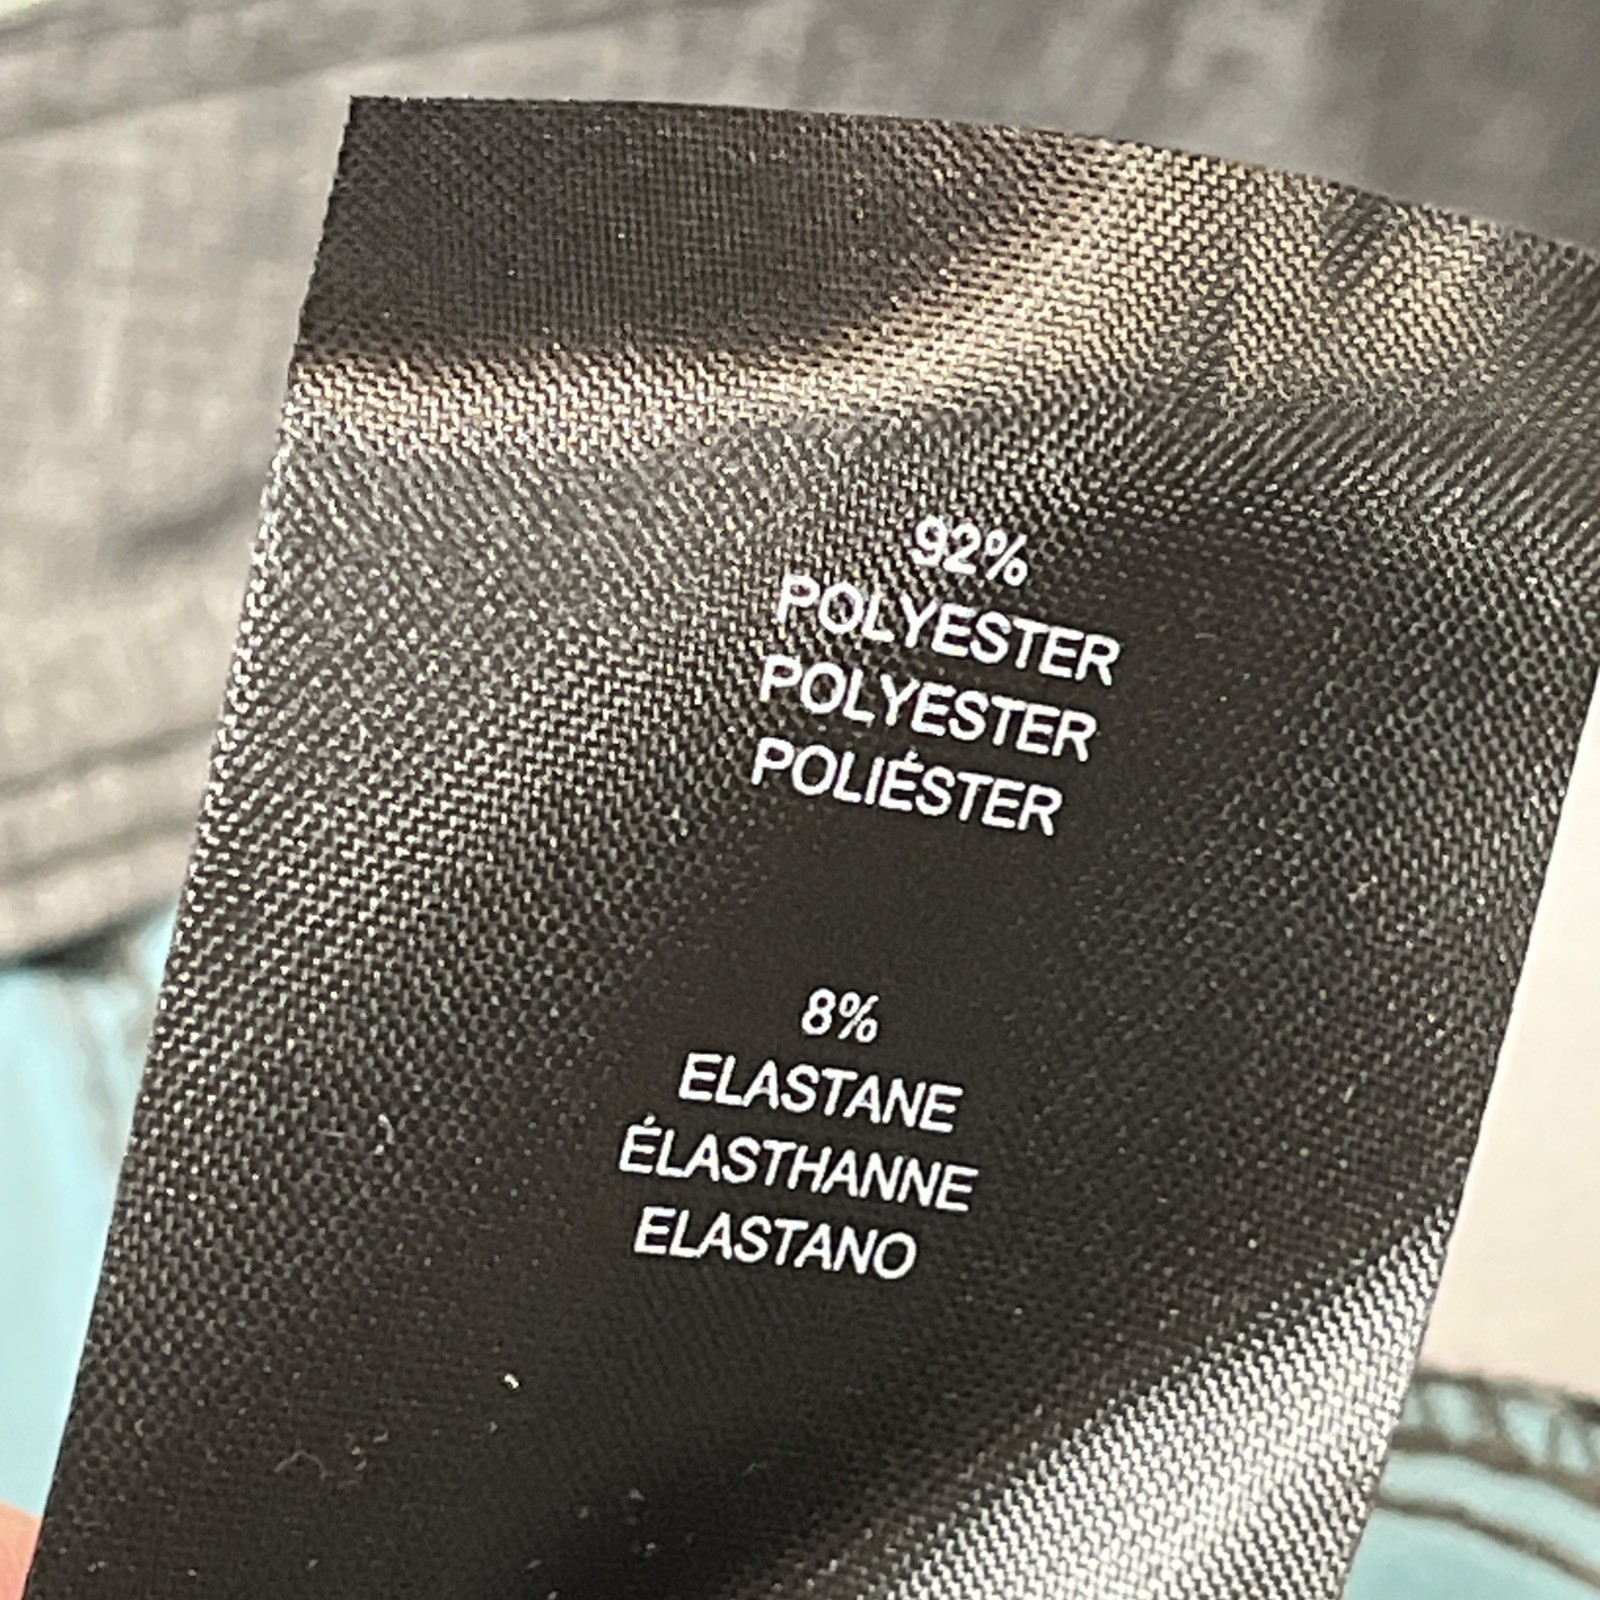 92%
POLYESTER
POLYESTER
POLIÉSTER
8%
ELASTANE
ÉLASTHANNE
ELASTANO